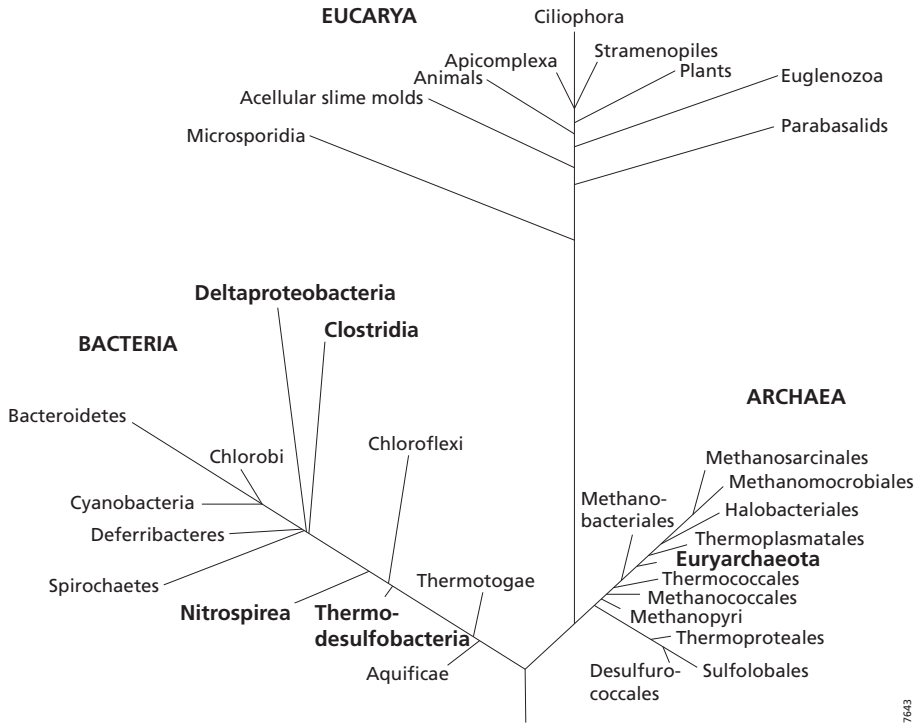 EUCARYA
Ciliophora
Stramenopiles
Apicomplexa
Plants
Animals
Euglenozoa
Acellular slime molds
Parabasalids
Microsporidia
Deltaproteobacteria
Clostridia
BACTERIA
Bacteroidetes
Chlorobi
Chloroflexi
Cyanobacteria
Deferribacteres
Spirochaetes
Nitrospirea
Thermo-
desulfobacteria
Thermotogae
Aquificae
ARCHAEA
Methanosarcinales
Methanomocrobiales
Methano-
bacteriales
Halobacteriales
Thermoplasmatales
Euryarchaeota
Thermococcales
Methanococcales
Methanopyri
Thermoproteales
Desulfuro-
coccales
Sulfolobales
7643